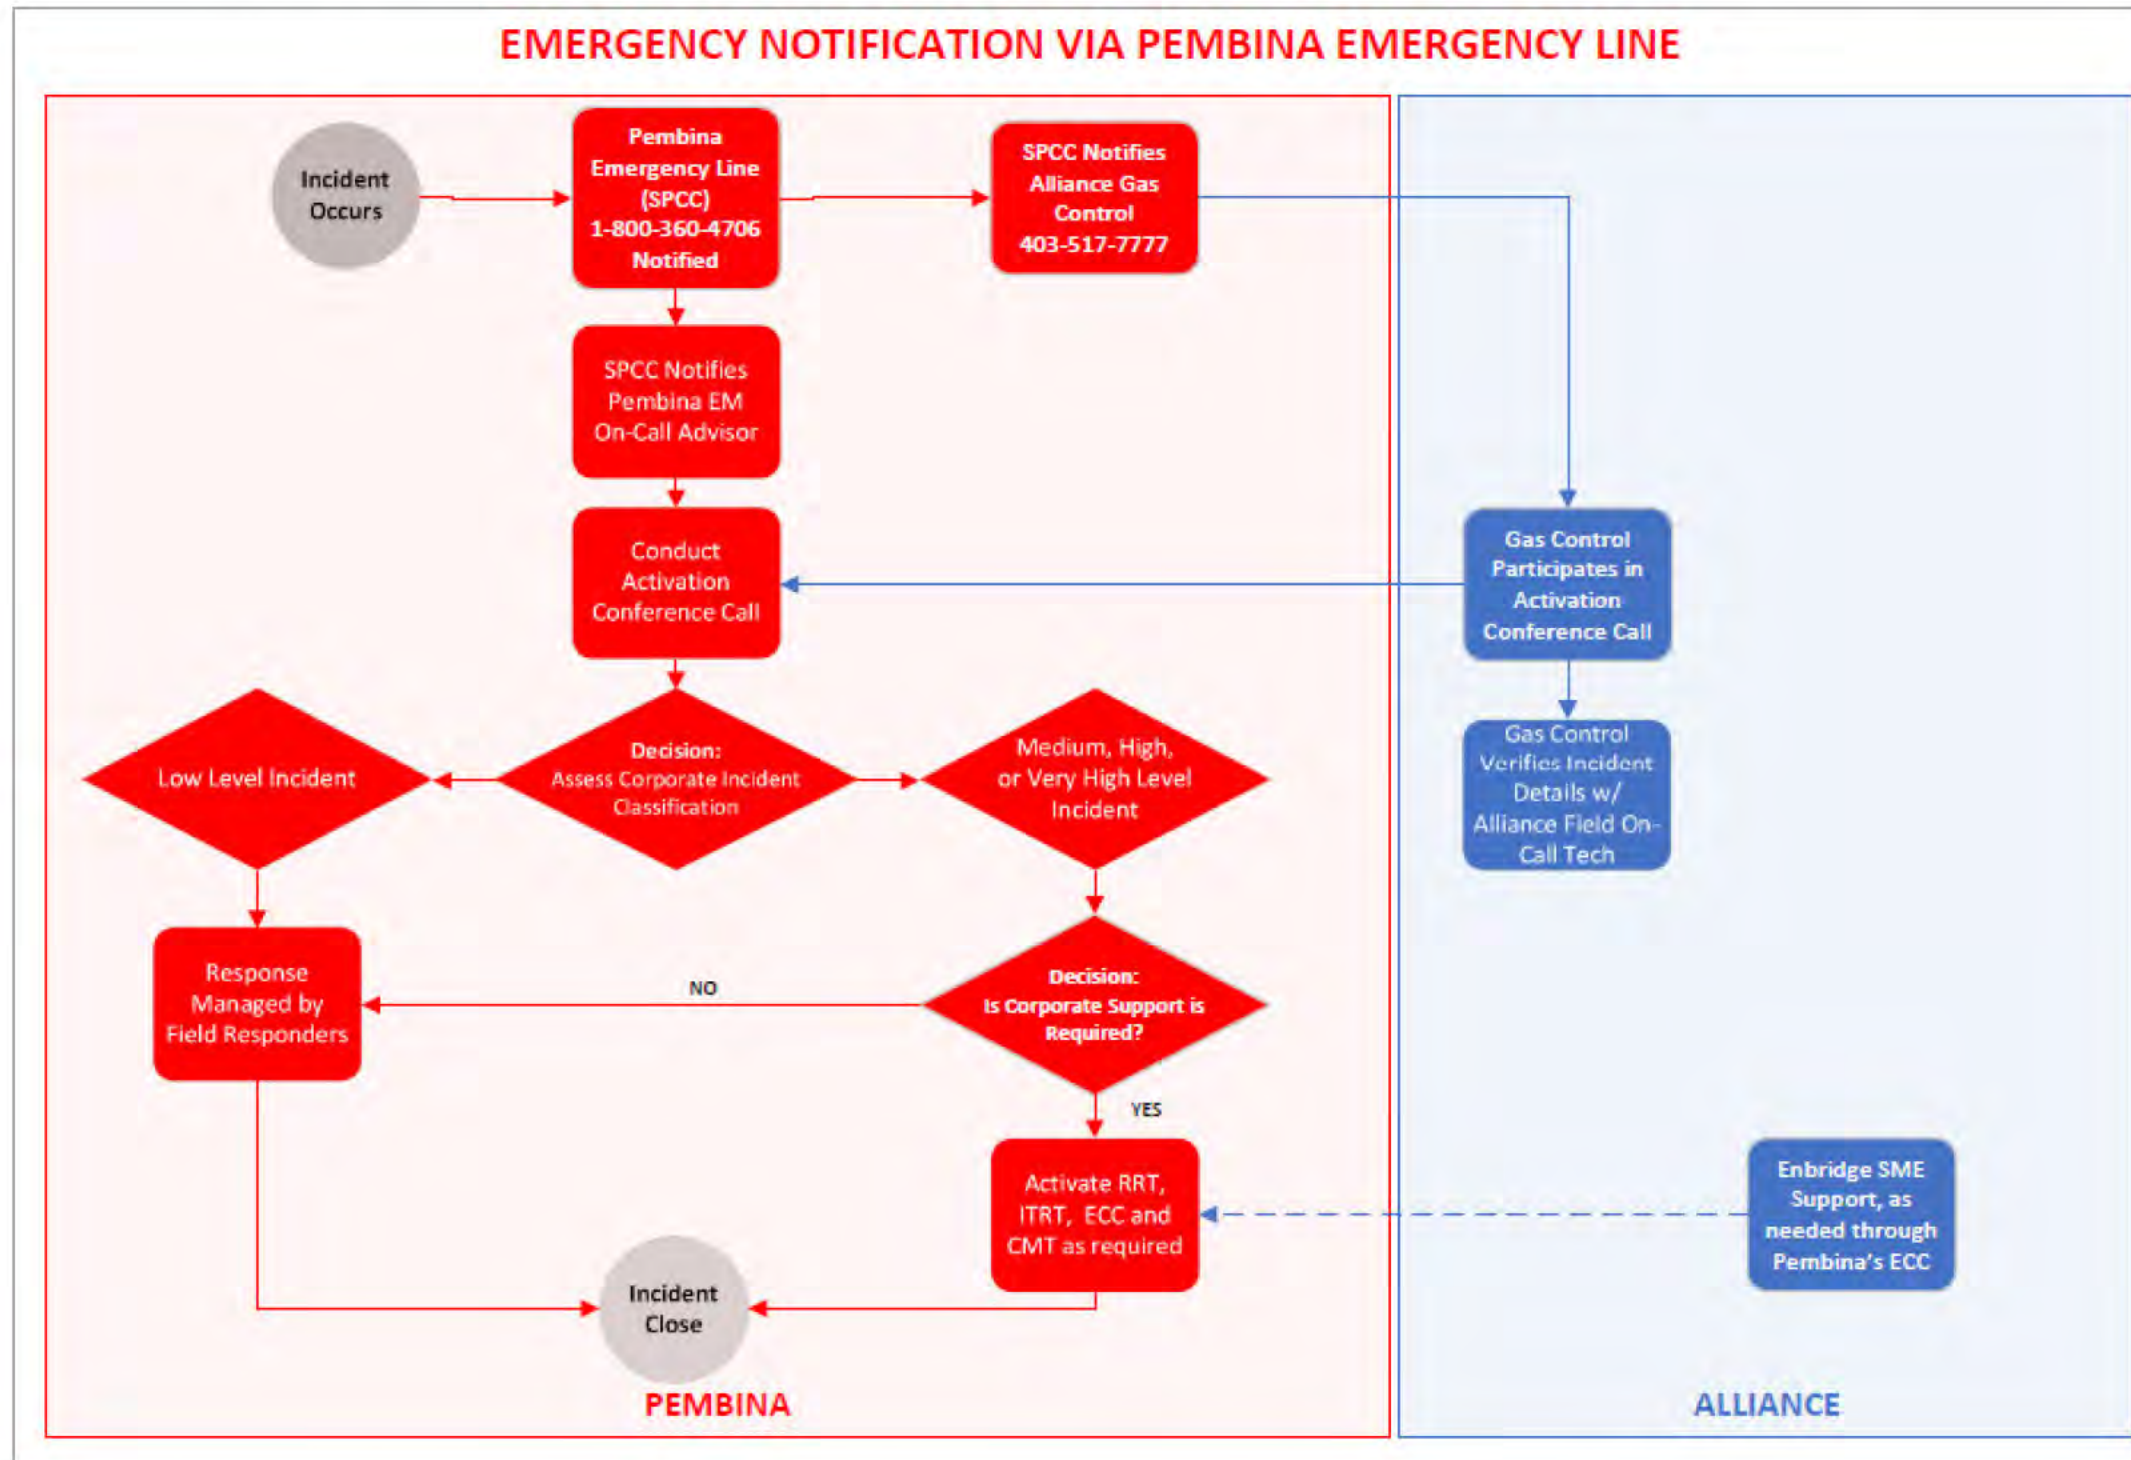 EMERGENCY NOTIFICATION VIA PEMBINA EMERGENCY LINE
Incident
Occurs
Pembina
Emergency Line
(SPCC)
1-800-360-4706
Notified
SPCC Notifies
Alliance Gas
Control
403-517-7777
SPCC Notifies
Pembina EM
On-Call Advisor
Conduct
Activation
Conference Call
Gas Control
Participates in
Activation
Conference Call
Low Level Incident
Decision:
Assess Corporate Incident
Classification
Medium, High,
or Very High Level
Incident
Gas Control
Verifies Incident
Details w/
Alliance Field On-
Call Tech
Response
Managed by
Field Responders
NO
Decision:
Is Corporate Support is
Required?
YES
Activate RRT,
ITRT, ECC and
CMT as required
Enbridge SME
Support, as
needed through
Pembina's ECC
Incident
Close
PEMBINA
ALLIANCE